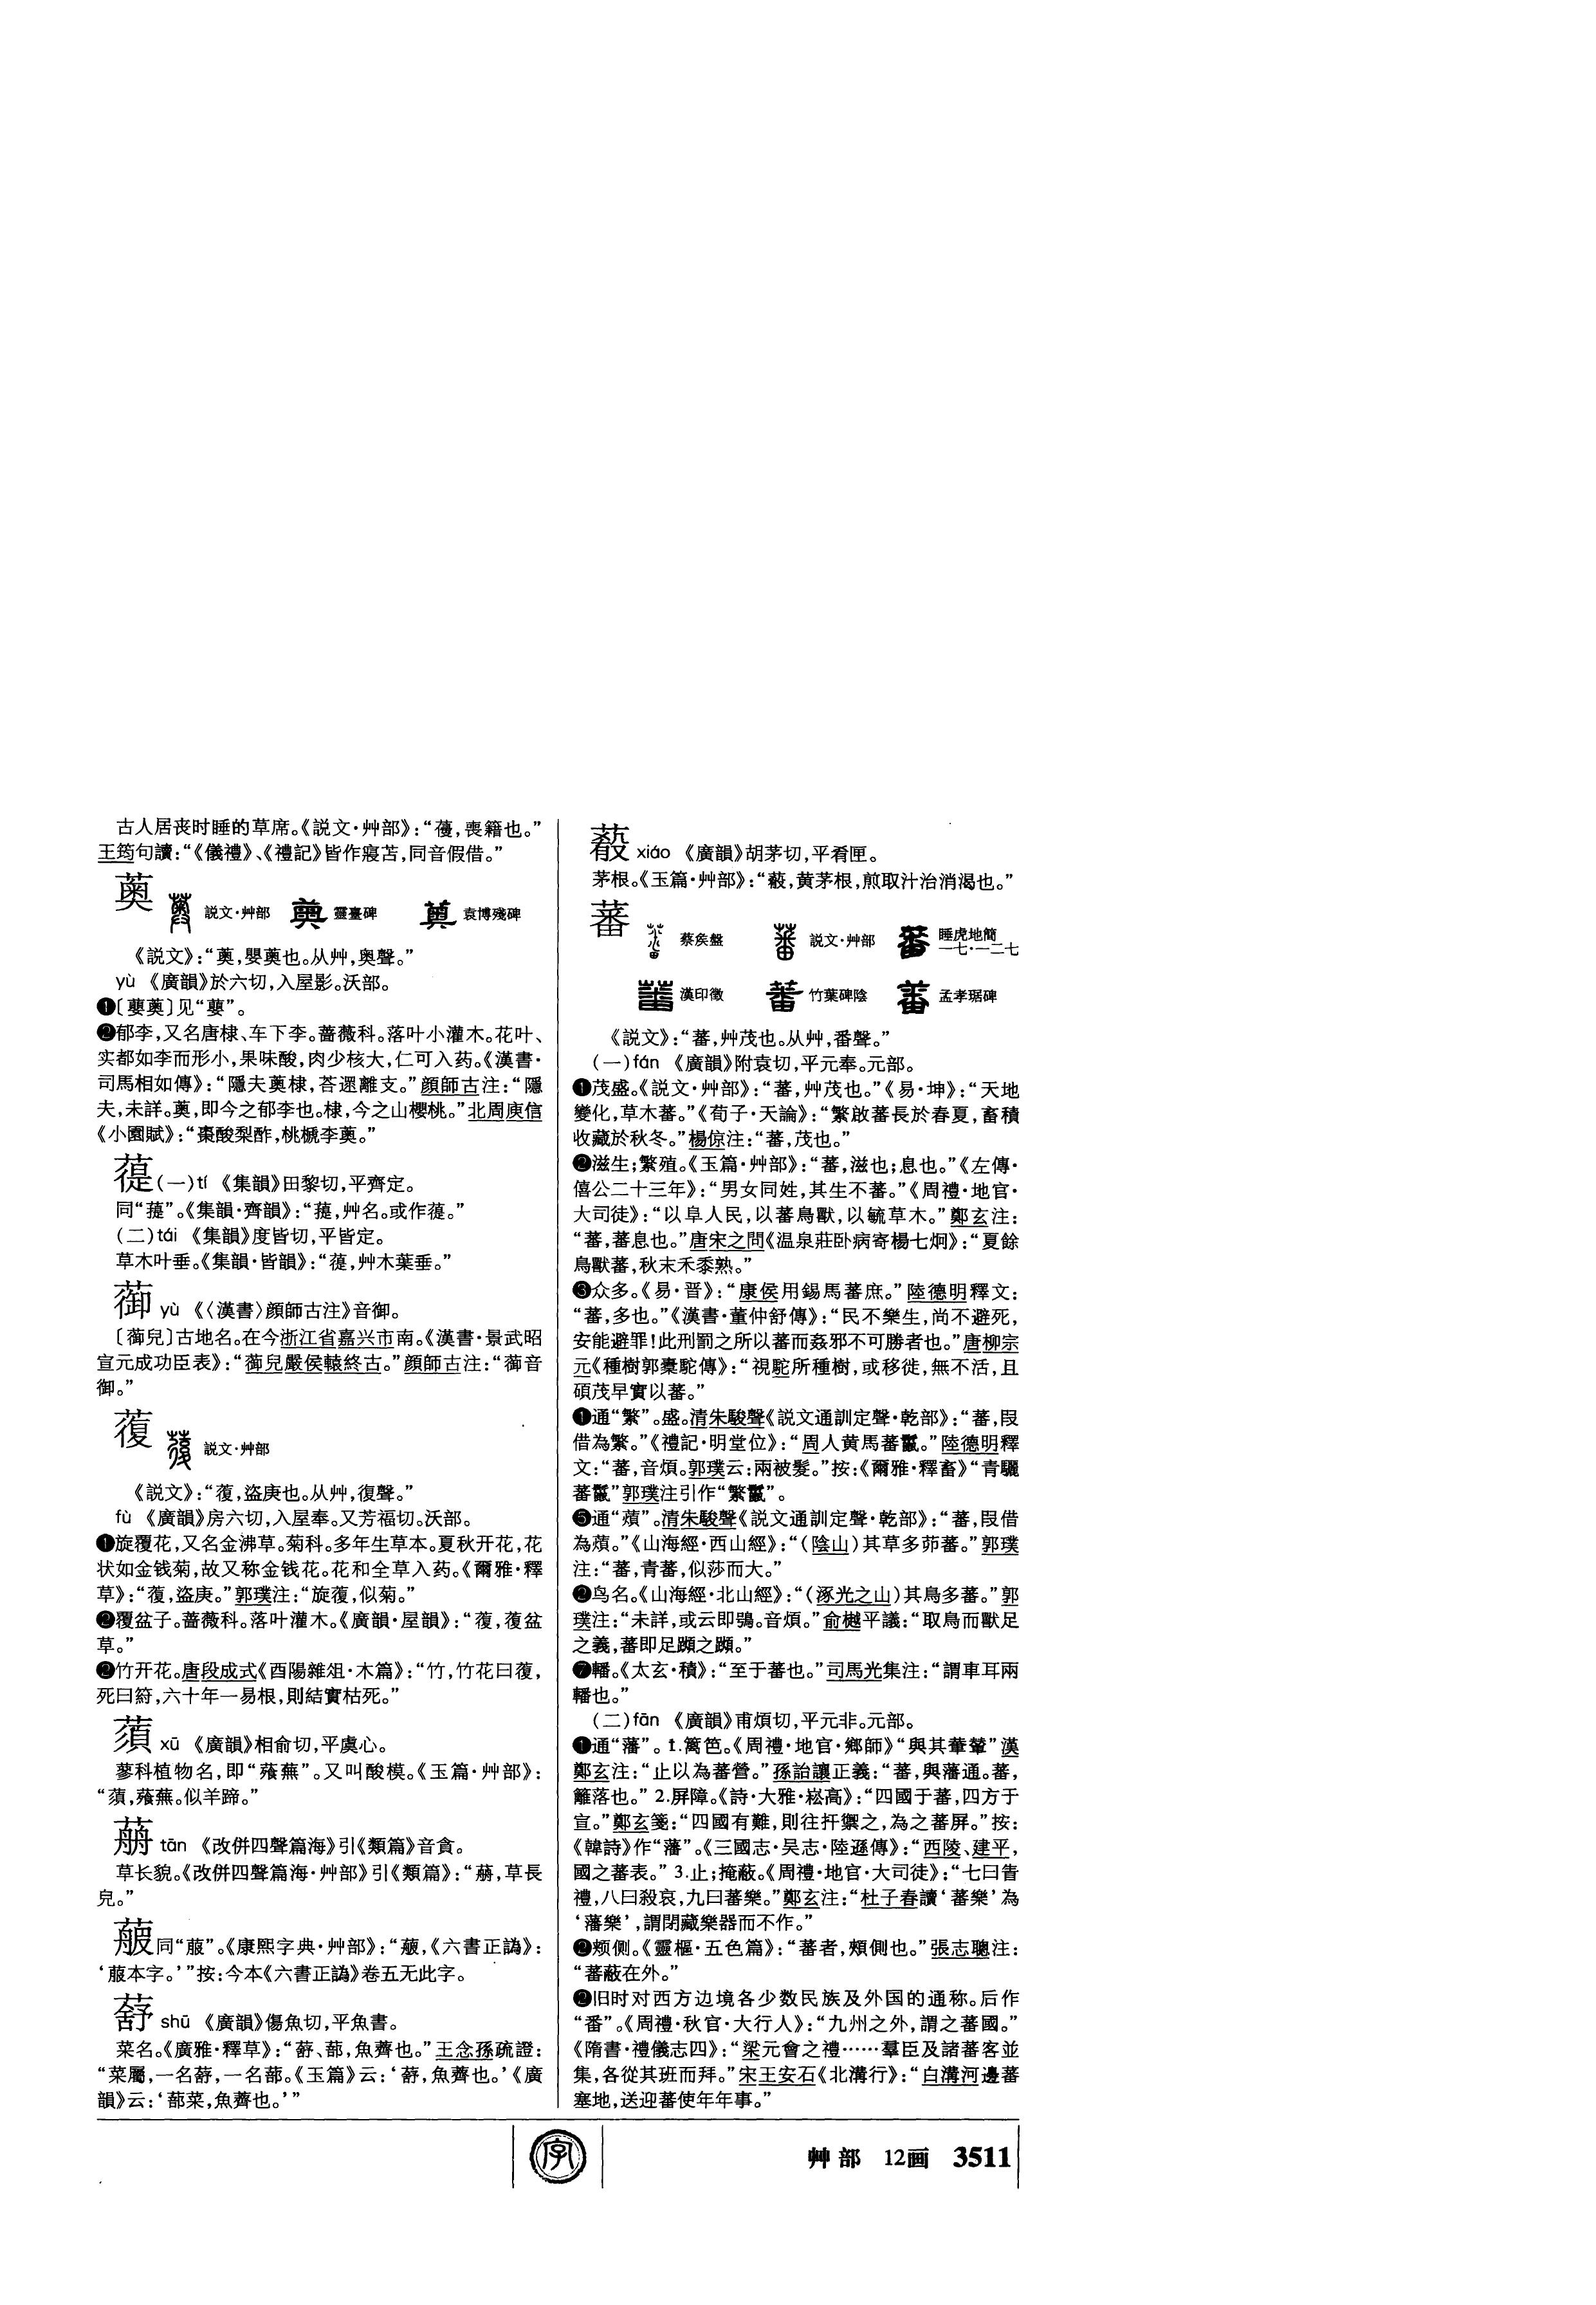 古人居丧时睡的草席。《説文·艸部》：“蓡，喪籍也。”
王筠句讀：“《儀禮》、《禮記》皆作寢苫，同音假借。”
薁 説文·艸部 靈臺碑 袁博殘碑
《説文》：“薁，嬰薁也。从艸，奥聲。”
yù 《廣韻》於六切，入屋影。沃部。
❶〔蘡薁〕见“蘡”。
❷郁李，又名唐棣、车下李。蔷薇科。落叶小灌木。花叶、
实都如李而形小，果味酸，肉少核大，仁可入药。《漢書·
司馬相如傳》：“隱夫薁棣，荅遝離支。”顔師古注：“隱
夫，未詳。薁，即今之郁李也。棣，今之山櫻桃。”北周庾信
《小園賦》：“棗酸梨酢，桃榹李薁。”
蕛(一)tí 《集韻》田黎切，平齊定。
同“蕛”。《集韻·齊韻》：“蕛，艸名。或作𦽅。”
(二)tái 《集韻》度皆切，平皆定。
草木叶垂。《集韻·皆韻》：“，艸木葉垂。”
蓹 yù 《〈漢書〉顔師古注》音御。
〔蓹兒〕古地名。在今浙江省嘉兴市南。《漢書·景武昭
宣元成功臣表》：“蓹兒嚴侯轅終古。”顔師古注：“蓹音
御。”
蕧 説文·艸部
《説文》：“蕧，盜庚也。从艸，復聲。”
fù 《廣韻》房六切，入屋奉。又芳福切。沃部。
❶旋覆花，又名金沸草。菊科。多年生草本。夏秋开花，花
状如金钱菊，故又称金钱花。花和全草入药。《爾雅·釋
草》：“蕧，盜庚。”郭璞注：“旋蕧，似菊。”
❷覆盆子。蔷薇科。落叶灌木。《廣韻·屋韻》：“蕧，蕧盆
草。”
❷竹开花。唐段成式《酉陽雜俎·木篇》：“竹，竹花曰蕧，
死曰䈙，六十年一易根，則結實枯死。”
蕦 xū 《廣韻》相俞切，平虞心。
蓼科植物名，即“蕵蕪”。又叫酸模。《玉篇·艸部》：
“蕦，蕵蕪。似羊蹄。”
tān 《改併四聲篇海》引《類篇》音貪。
草长貌。《改併四聲篇海·艸部》引《類篇》：“，草長
皃。”
同“菔”。《康熙字典·艸部》：“，《六書正譌》：
‘菔本字。’”按：今本《六書正譌》卷五无此字。
䔡 shū 《廣韻》傷魚切，平魚書。
菜名。《廣雅·釋草》：“、蔀，魚薺也。”王念孫疏證：
“菜屬，一名，一名蔀。《玉篇》云：‘，魚薺也。’《廣
韻》云：‘蔀菜，魚薺也。’”
藃 xiáo 《廣韻》胡茅切，平肴匣。
茅根。《玉篇·艸部》：“，黄茅根，煎取汁治消渴也。”
蕃 蔡矦盤 説文·艸部 睡虎地簡一七·一二七
漢印徵 竹葉碑陰 孟孝琚碑
《説文》：“蕃，艸茂也。从艸，番聲。”
(一)fán 《廣韻》附袁切，平元奉。元部。
❶茂盛。《説文·艸部》：“蕃，艸茂也。”《易·坤》：“天地
變化，草木蕃。”《荀子·天論》：“繁啟蕃長於春夏，畜積
收藏於秋冬。”楊倞注：“蕃，茂也。”
❷滋生；繁殖。《玉篇·艸部》：“蕃，滋也；息也。”《左傳·
僖公二十三年》：“男女同姓，其生不蕃。”《周禮·地官·
大司徒》：“以阜人民，以蕃鳥獸，以毓草木。”鄭玄注：
“蕃，蕃息也。”唐宋之問《温泉莊卧病寄楊七炯》：“夏餘
鳥獸蕃，秋末禾黍熟。”
❸众多。《易·晋》：“康侯用錫馬蕃庶。”陸德明釋文：
“蕃，多也。”《漢書·董仲舒傳》：“民不樂生，尚不避死，
安能避罪！此刑罰之所以蕃而姦邪不可勝者也。”唐柳宗
元《種樹郭橐駝傳》：“視駝所種樹，或移徙，無不活，且
碩茂早實以蕃。”
❶通“繁”。盛。清朱駿聲《説文通訓定聲·乾部》：“蕃，叚
借為繁。”《禮記·明堂位》：“周人黄馬蕃鬣。”陸德明釋
文：“蕃，音煩。郭璞云：兩被髮。”按：《爾雅·釋畜》“青驪
蕃鬣”郭璞注引作“繁鬣”。
❺通“薠”。清朱駿聲《説文通訓定聲·乾部》：“蕃，叚借
為薠。”《山海經·西山經》：“（陰山）其草多茆蕃。”郭璞
注：“蕃，青蕃，似莎而大。”
❷鸟名。《山海經·北山經》：“（涿光之山）其鳥多蕃。”郭
璞注：“未詳，或云即鴞。音煩。”俞樾平議：“取鳥而獸足
之義，蕃即足蹞之蹞。”
❼轓。《太玄·積》：“至于蕃也。”司馬光集注：“謂車耳兩
轓也。”
(二)fān 《廣韻》甫煩切，平元非。元部。
❶通“藩”。1.篱笆。《周禮·地官·鄉師》“與其輂輦”漢
鄭玄注：“止以為蕃營。”孫詒讓正義：“蕃，與藩通。蕃，
籬落也。”2.屏障。《詩·大雅·崧高》：“四國于蕃，四方于
宣。”鄭玄箋：“四國有難，則往扞禦之，為之蕃屏。”按：
《韓詩》作“藩”。《三國志·吴志·陸遜傳》：“西陵、建平，
國之蕃表。”3.止；掩蔽。《周禮·地官·大司徒》：“七曰眚
禮，八曰殺哀，九曰蕃樂。”鄭玄注：“杜子春讀‘蕃樂’為
‘藩樂’，謂閉藏樂器而不作。”
❷颊侧。《靈樞·五色篇》：“蕃者，頰側也。”張志聰注：
“蕃蔽在外。”
❷旧时对西方边境各少数民族及外国的通称。后作
“番”。《周禮·秋官·大行人》：“九州之外，謂之蕃國。”
《隋書·禮儀志四》：“梁元會之禮……羣臣及諸蕃客並
集，各從其班而拜。”宋王安石《北溝行》：“白溝河邊蕃
塞地，送迎蕃使年年事。”
字
艸部 12画 3511